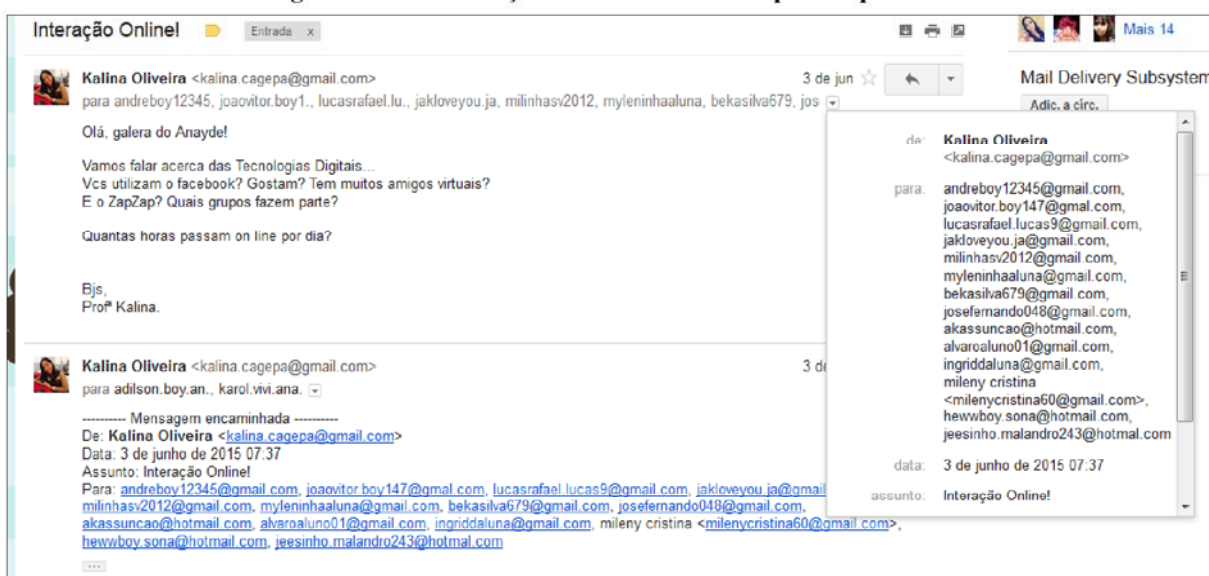 Interação Online! Entrada x
Mais 14
Kalina Oliveira <kalina.cagepa@gmail.com> 3 de jun
para andreboy12345, joaovitor.boy1., lucasrafael.lu., jakloveyou.ja, milinhasv2012, myleninhaaluna, bekasilva679, jos
Mail Delivery Subsystem
Adic. a circ.
Olá, galera do Anayde!
Vamos falar acerca das Tecnologias Digitais...
Vcs utilizam o facebook? Gostam? Tem muitos amigos virtuais?
E o ZapZap? Quais grupos fazem parte?
Quantas horas passam on line por dia?
Bjs,
Profª Kalina.
de: Kalina Oliveira
<kalina.cagepa@gmail.com>
para: andreboy12345@gmail.com,
joaovitor.boy147@gmal.com,
lucasrafael.lucas9@gmail.com,
jakloveyou.ja@gmail.com,
milinhasv2012@gmail.com,
myleninhaaluna@gmail.com,
bekasilva679@gmail.com,
josefernando048@gmail.com,
akassuncao@hotmail.com,
alvaroaluno01@gmail.com,
ingriddaluna@gmail.com,
mileny cristina
<milenycristina60@gmail.com>,
hewwboy.sona@hotmail.com,
jeesinho.malandro243@hotmal.com
data: 3 de junho de 2015 07:37
assunto: Interação Online!
Kalina Oliveira <kalina.cagepa@gmail.com> 3 de
para adilson.boy.an., karol.vivi.ana.
---------- Mensagem encaminhada ----------
De: Kalina Oliveira <kalina.cagepa@gmail.com>
Data: 3 de junho de 2015 07:37
Assunto: Interação Online!
Para: andreboy12345@gmail.com, joaovitor.boy147@gmal.com, lucasrafael.lucas9@gmail.com, jakloveyou.ja@gmail
milinhasv2012@gmail.com, myleninhaaluna@gmail.com, bekasilva679@gmail.com, josefernando048@gmail.com,
akassuncao@hotmail.com, alvaroaluno01@gmail.com, ingriddaluna@gmail.com, mileny cristina <milenycristina60@gmail.com>,
hewwboy.sona@hotmail.com, jeesinho.malandro243@hotmal.com